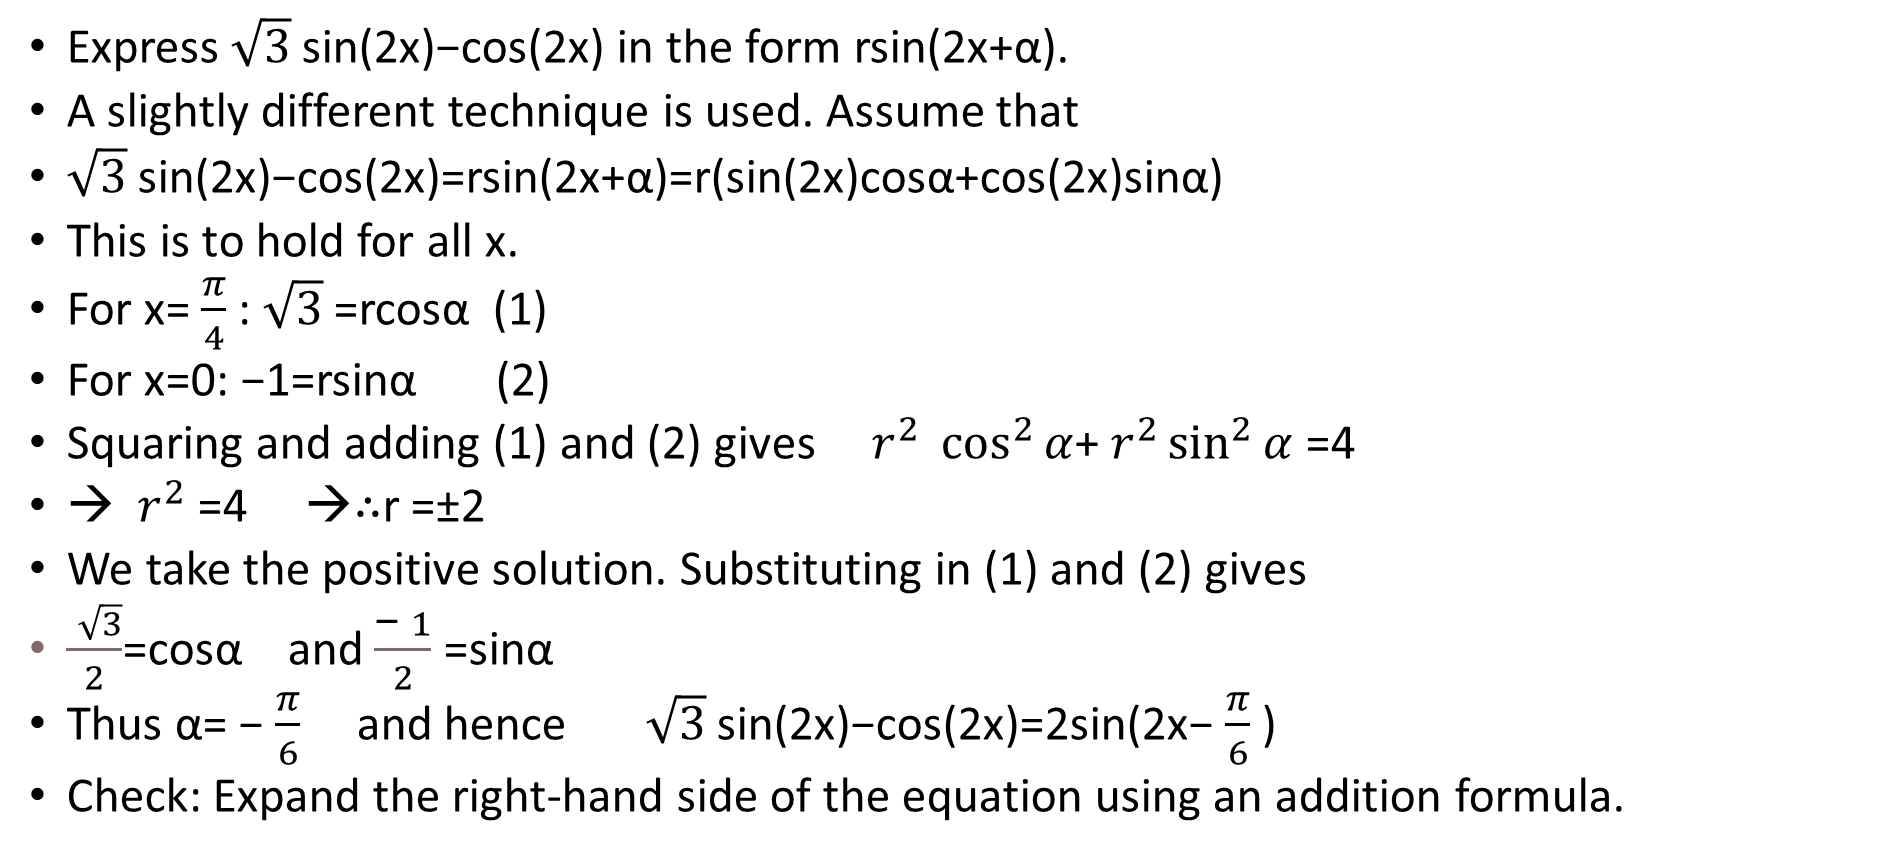 • Express √3 sin(2x)−cos(2x) in the form rsin(2x+α).
• A slightly different technique is used. Assume that
• √3 sin(2x)−cos(2x)=rsin(2x+α)=r(sin(2x)cosα+cos(2x)sinα)
• This is to hold for all x.
• For x= π/4 : √3 =rcosα (1)
• For x=0: −1=rsinα (2)
• Squaring and adding (1) and (2) gives r² cos² α+ r² sin² α =4
• → r² =4 →∴r =±2
• We take the positive solution. Substituting in (1) and (2) gives
• √3/2=cosα and −1/2 =sinα
• Thus α= − π/6 and hence √3 sin(2x)−cos(2x)=2sin(2x− π/6 )
• Check: Expand the right-hand side of the equation using an addition formula.